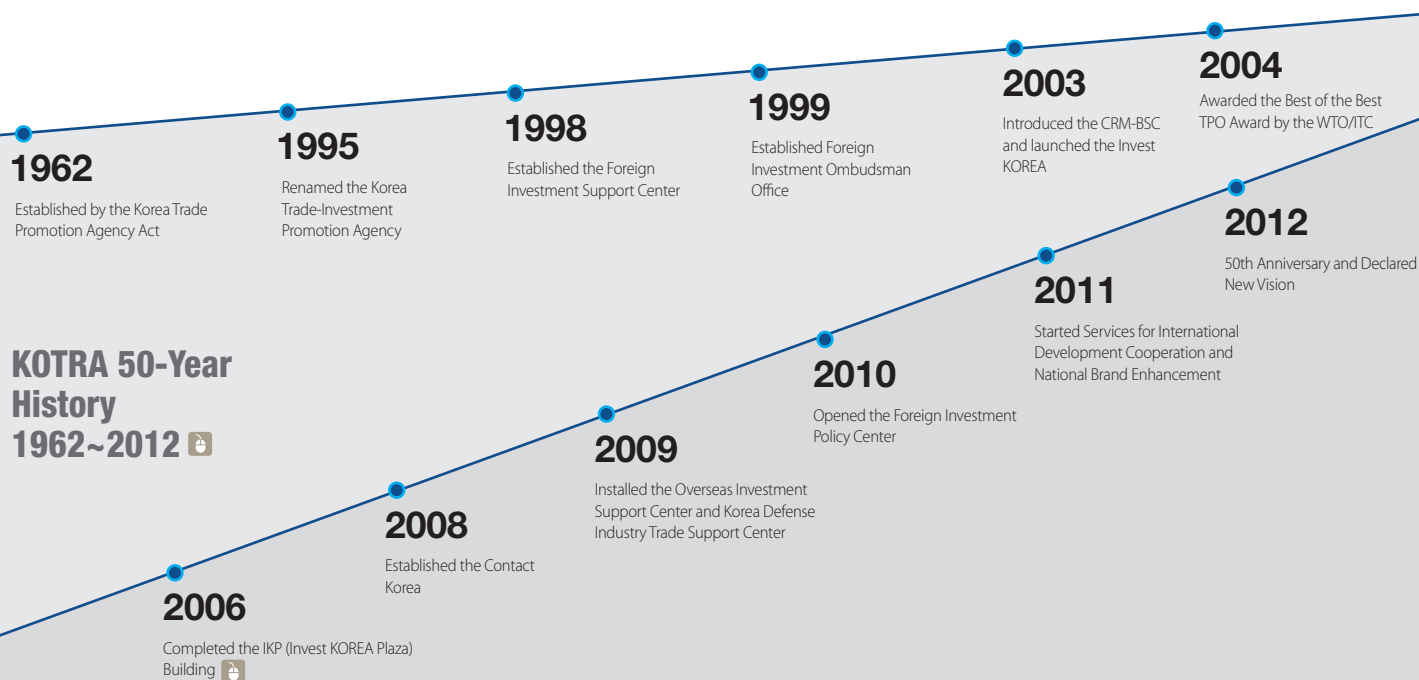 1962
Established by the Korea Trade
Promotion Agency Act
1995
Renamed the Korea
Trade-Investment
Promotion Agency
1998
Established the Foreign
Investment Support Center
1999
Established Foreign
Investment Ombudsman
Office
2003
Introduced the CRM-BSC
and launched the Invest
KOREA
2004
Awarded the Best of the Best
TPO Award by the WTO/ITC
KOTRA 50-Year
History
1962~2012
2006
Completed the IKP (Invest KOREA Plaza)
Building
2008
Established the Contact
Korea
2009
Installed the Overseas Investment
Support Center and Korea Defense
Industry Trade Support Center
2010
Opened the Foreign Investment
Policy Center
2011
Started Services for International
Development Cooperation and
National Brand Enhancement
2012
50th Anniversary and Declared
New Vision